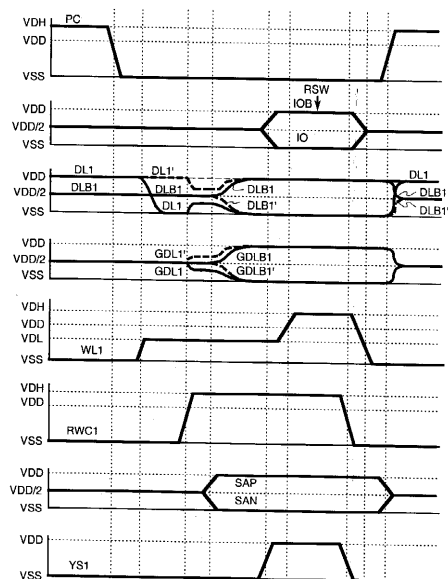 VDH PC
VDD
VSS
RSW
VDD IOB
VDD/2 IO
VSS
VDD DL1 DL1' DL1
VDD/2 DLB1 DLB1 DLB1 DLB1
VSS DL1 DLB1' DLB1'
VDD
VDD/2 GDL1' GDLB1
VSS GDL1 GDLB1'
VDH
VDD
VDL
VSS WL1
VDH
VDD
VSS RWC1
VDD SAP
VDD/2
VSS SAN
VDD
VSS YS1